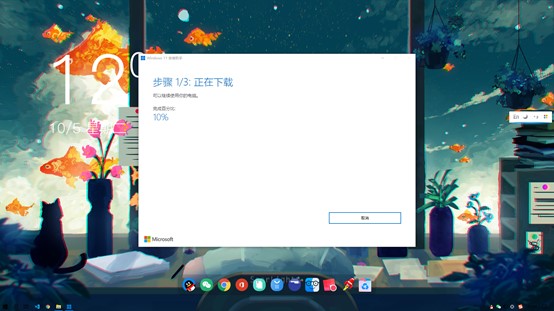 Windows 11 安装助手
步骤 1/3: 正在下载
可以继续使用你的电脑。
完成百分比:
10%
取消
Microsoft
12:0
10/5 星期二